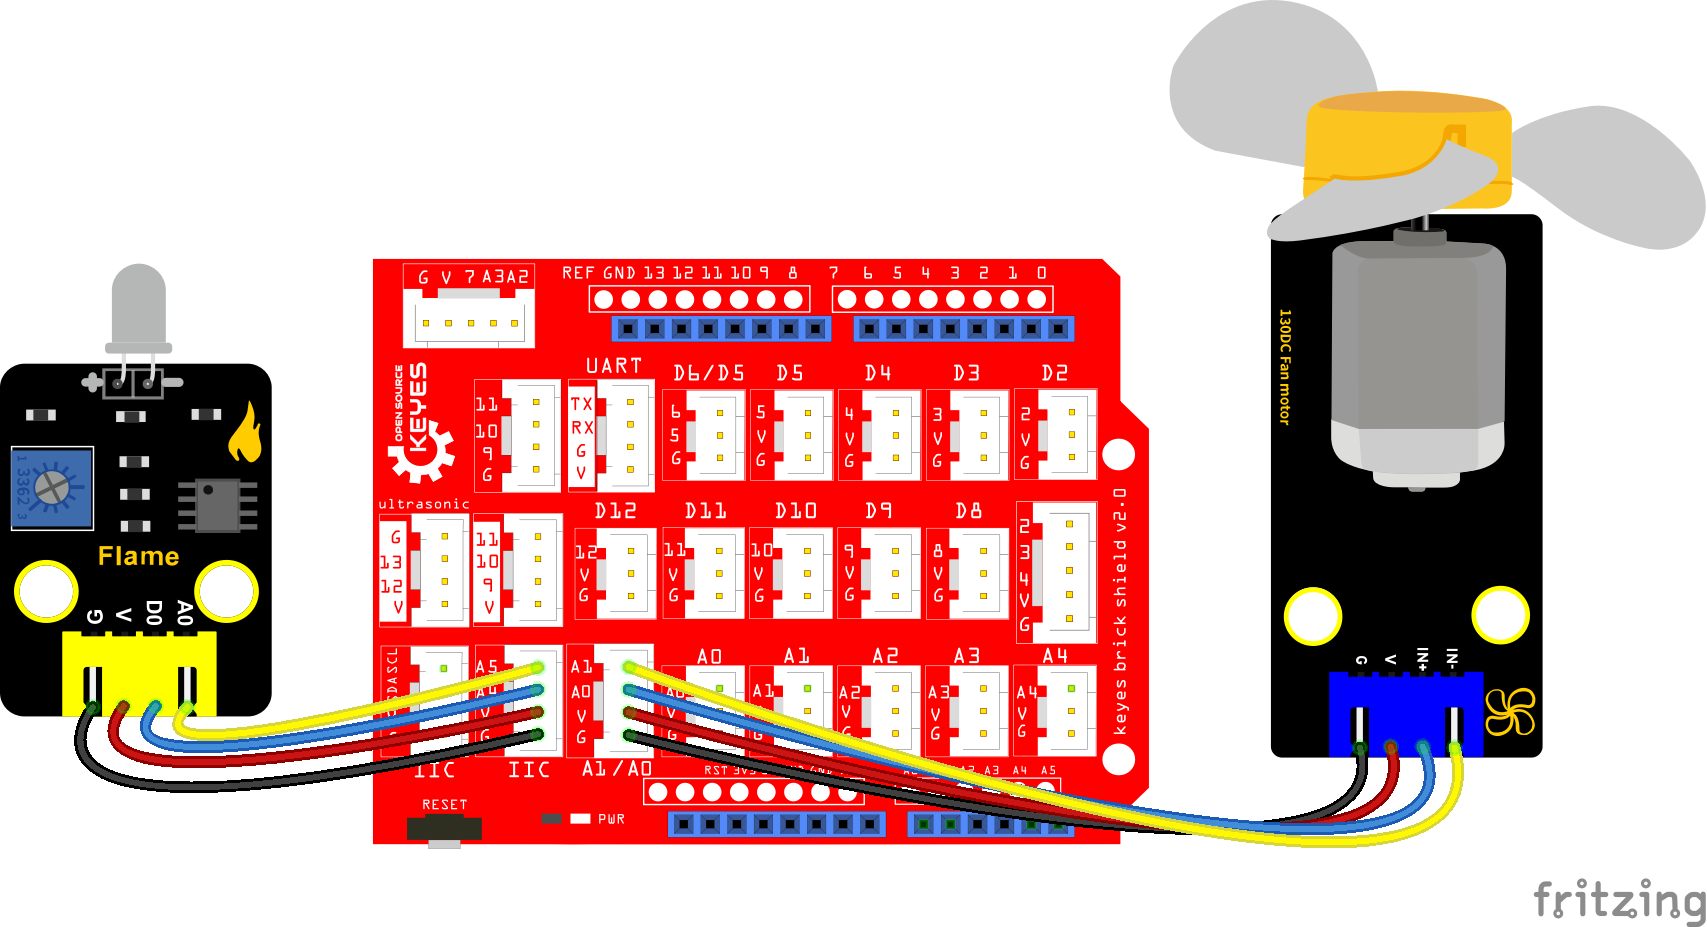 G V 7 A3 A2
REF GND 13 12 11 10 9 8
7 6 5 4 3 2 1 0
OPEN SOURCE
KEYES
UART
D6/D5
D5
D4
D3
D2
11
10
9
G
TX
RX
G
V
6
5
G
5
V
G
4
V
G
3
V
G
2
V
G
ultrasonic
D12
D11
D10
D9
D8
G
13
12
V
11
10
9
V
12
V
G
11
V
G
10
V
G
9
V
G
8
V
G
2
3
4
V
G
keyes brick shield v2.0
A0
A1
A2
A3
A4
SCL
SDA
A5
A4
V
A1
A0
V
G
A0
V
G
A1
V
A2
V
G
A3
V
G
A4
V
G
IIC
IIC
A1/A0
RST 3V3
A3 A4 A5
RESET
PWR
1 3362 3
Flame
G V D0 A0
130DC Fan motor
G V IN+ IN-
fritzing